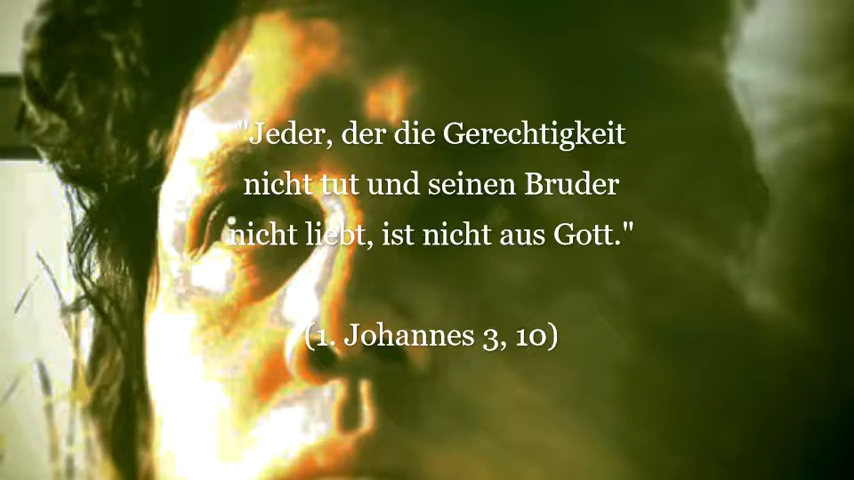 "Jeder, der die Gerechtigkeit
nicht tut und seinen Bruder
nicht liebt, ist nicht aus Gott."
(1. Johannes 3, 10)